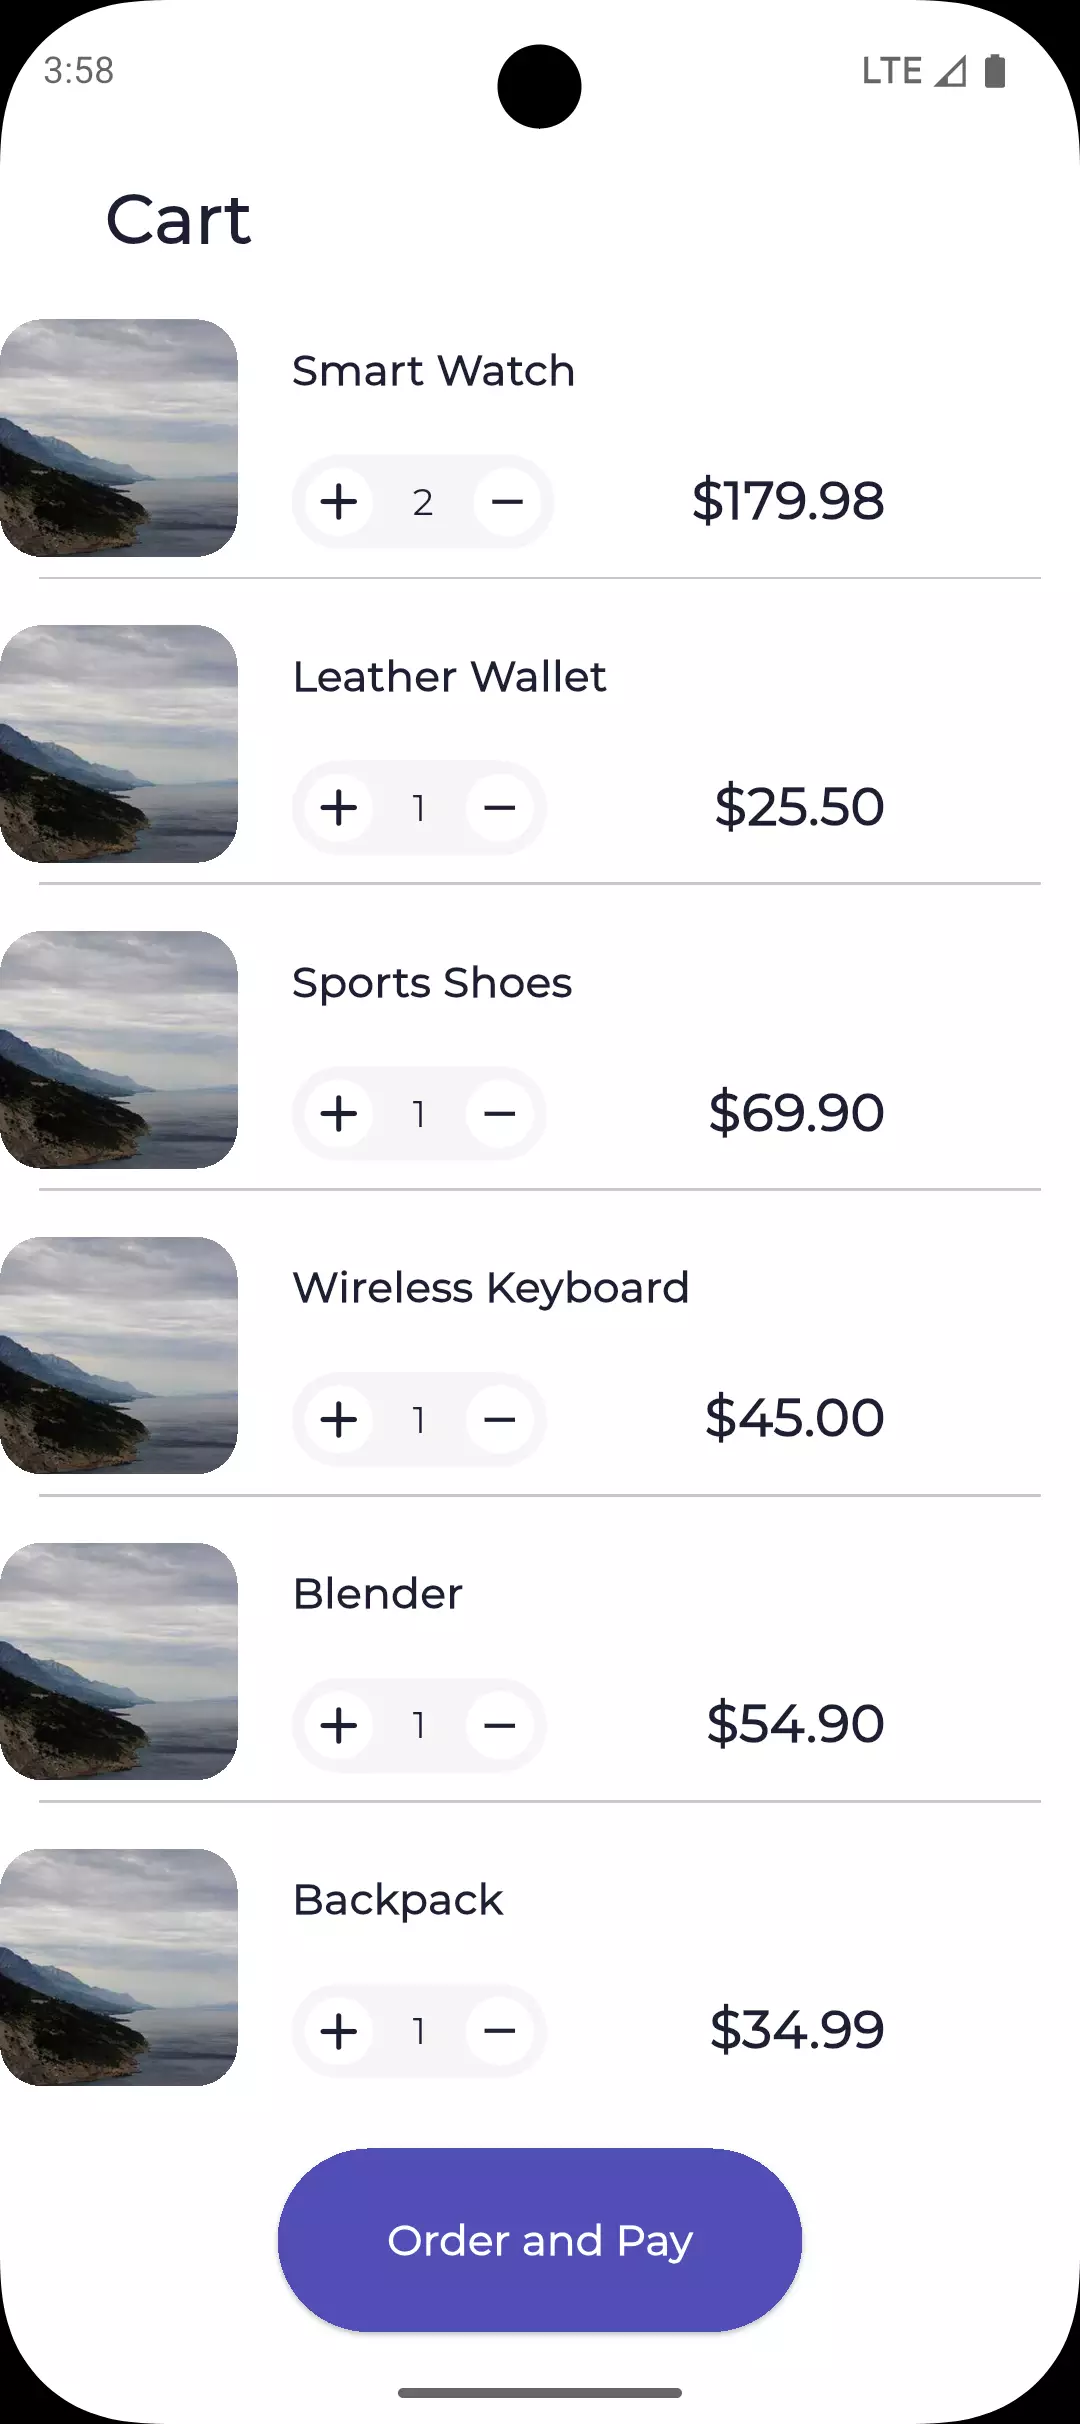 3:58 LTE
Cart
Smart Watch
2 $179.98
Leather Wallet
1 $25.50
Sports Shoes
1 $69.90
Wireless Keyboard
1 $45.00
Blender
1 $54.90
Backpack
1 $34.99
Order and Pay